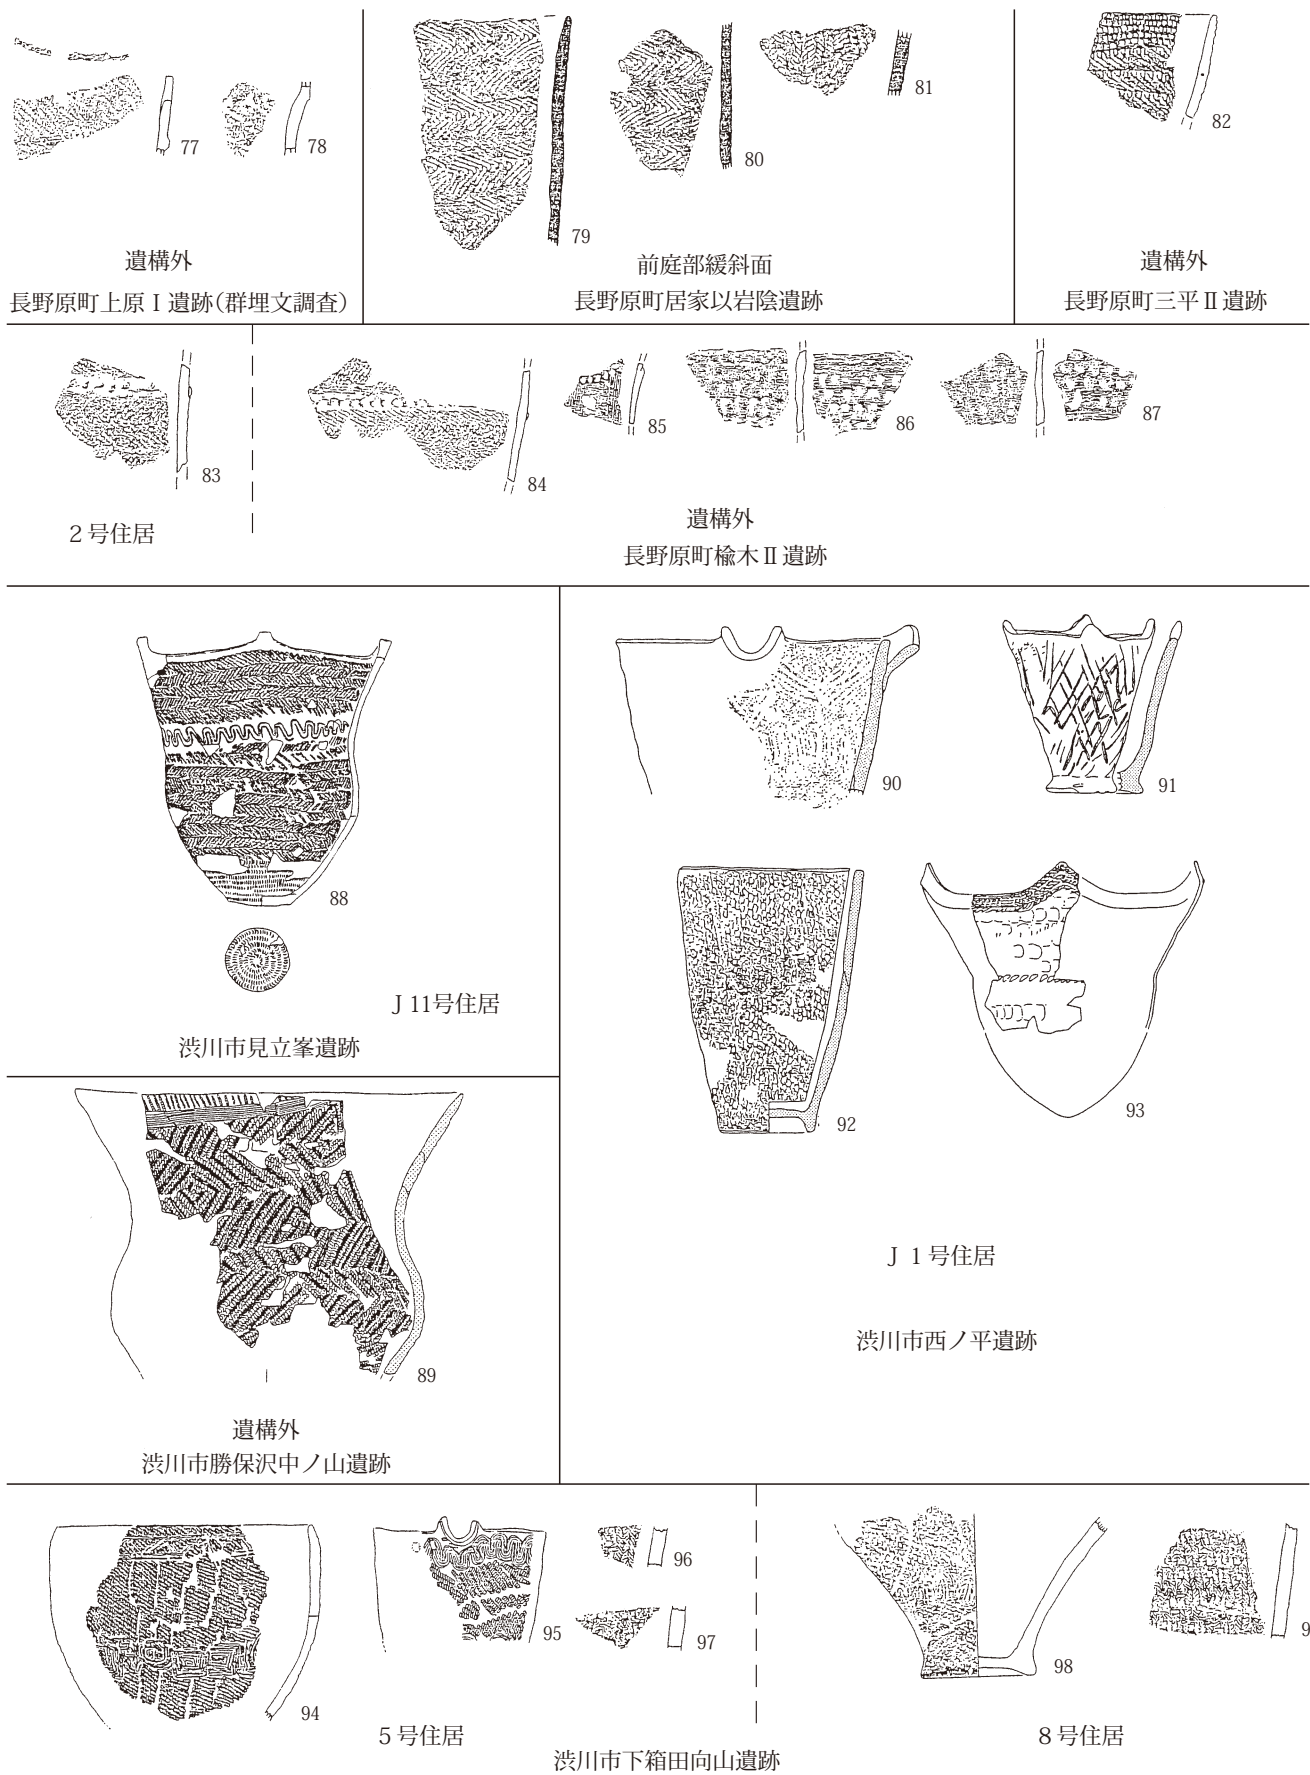 77
78
遺構外
長野原町上原Ⅰ遺跡(群埋文調査)
79
80
81
前庭部緩斜面
長野原町居家以岩陰遺跡
82
遺構外
長野原町三平Ⅱ遺跡
83
2号住居
84
85
86
87
遺構外
長野原町楡木Ⅱ遺跡
88
J 11号住居
渋川市見立峯遺跡
89
遺構外
渋川市勝保沢中ノ山遺跡
90
91
92
93
J 1号住居
渋川市西ノ平遺跡
94
95
96
97
5号住居
98
9
8号住居
渋川市下箱田向山遺跡